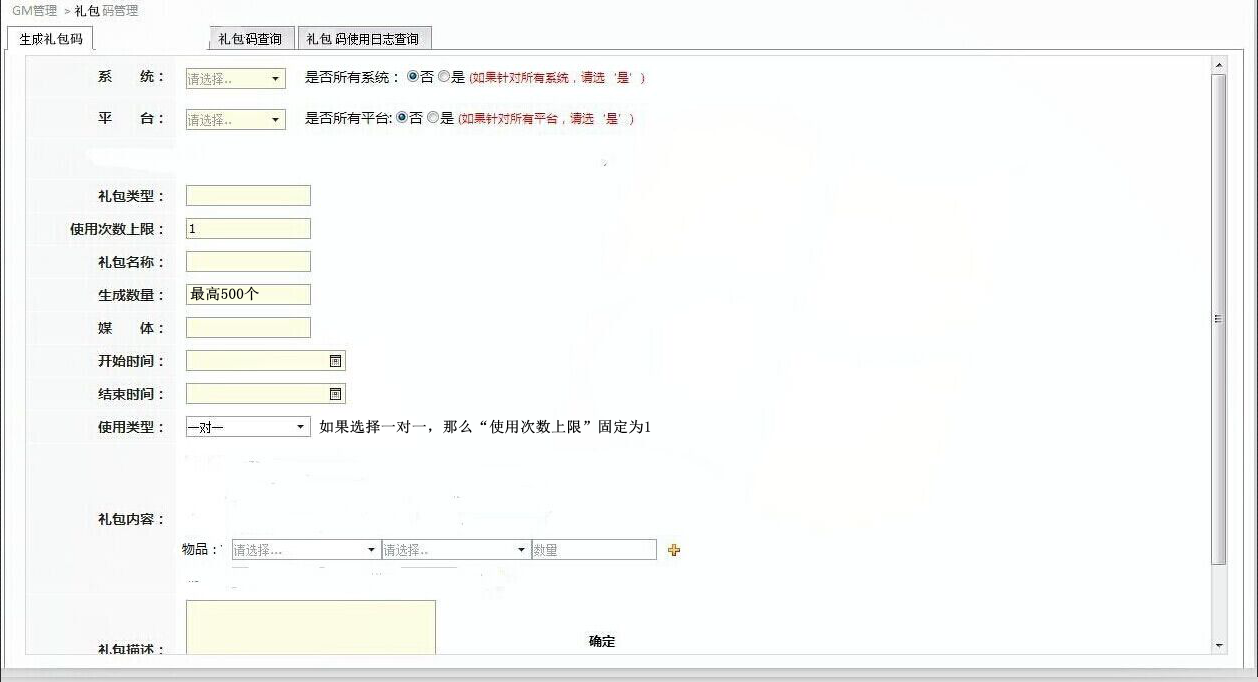 GM管理 > 礼包 码管理
生成礼包码 礼包码查询 礼包 码使用日志查询
系 统： 请选择.. 是否所有系统： 否 是 (如果针对所有系统，请选‘是’)
平 台： 请选择.. 是否所有平台: 否 是 (如果针对所有平台，请选‘是’)
礼包类型：
使用次数上限： 1
礼包名称：
生成数量： 最高500个
媒 体：
开始时间：
结束时间：
使用类型： 一对一 如果选择一对一，那么“使用次数上限”固定为1
礼包内容：
物品： 请选择... 请选择.. 数量
礼包描述：
确定